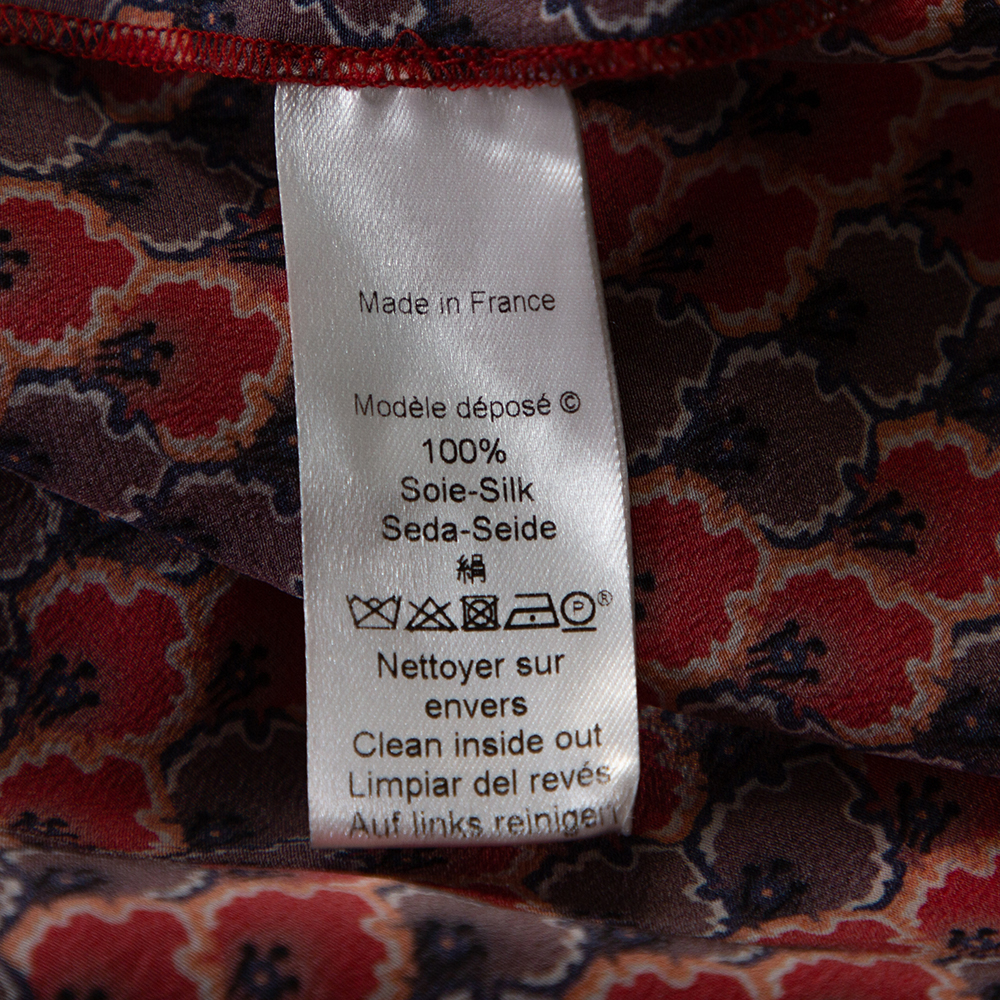 Made in France
Modèle déposé ©
100%
Soie-Silk
Seda-Seide
絹
P ®
Nettoyer sur
envers
Clean inside out
Limpiar del revés
Auf links reinigen